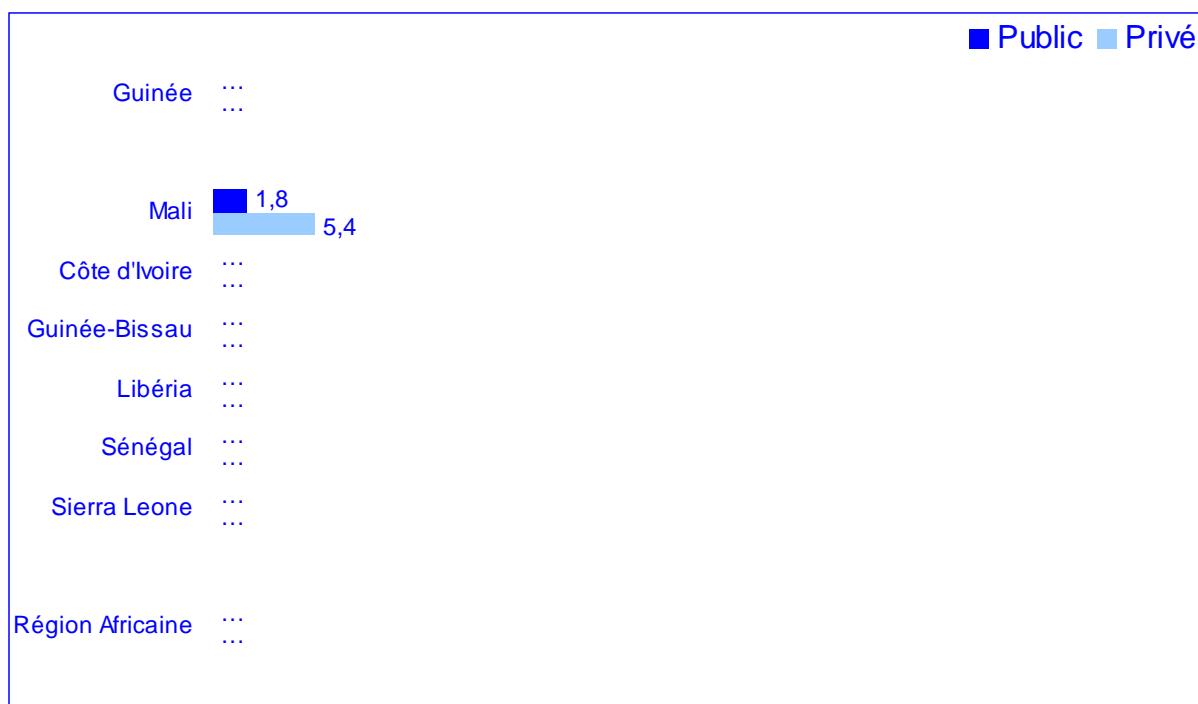 Public Privé
Guinée …
…
Mali 1,8
5,4
Côte d'Ivoire …
…
Guinée-Bissau …
…
Libéria …
…
Sénégal …
…
Sierra Leone …
…
Région Africaine …
…